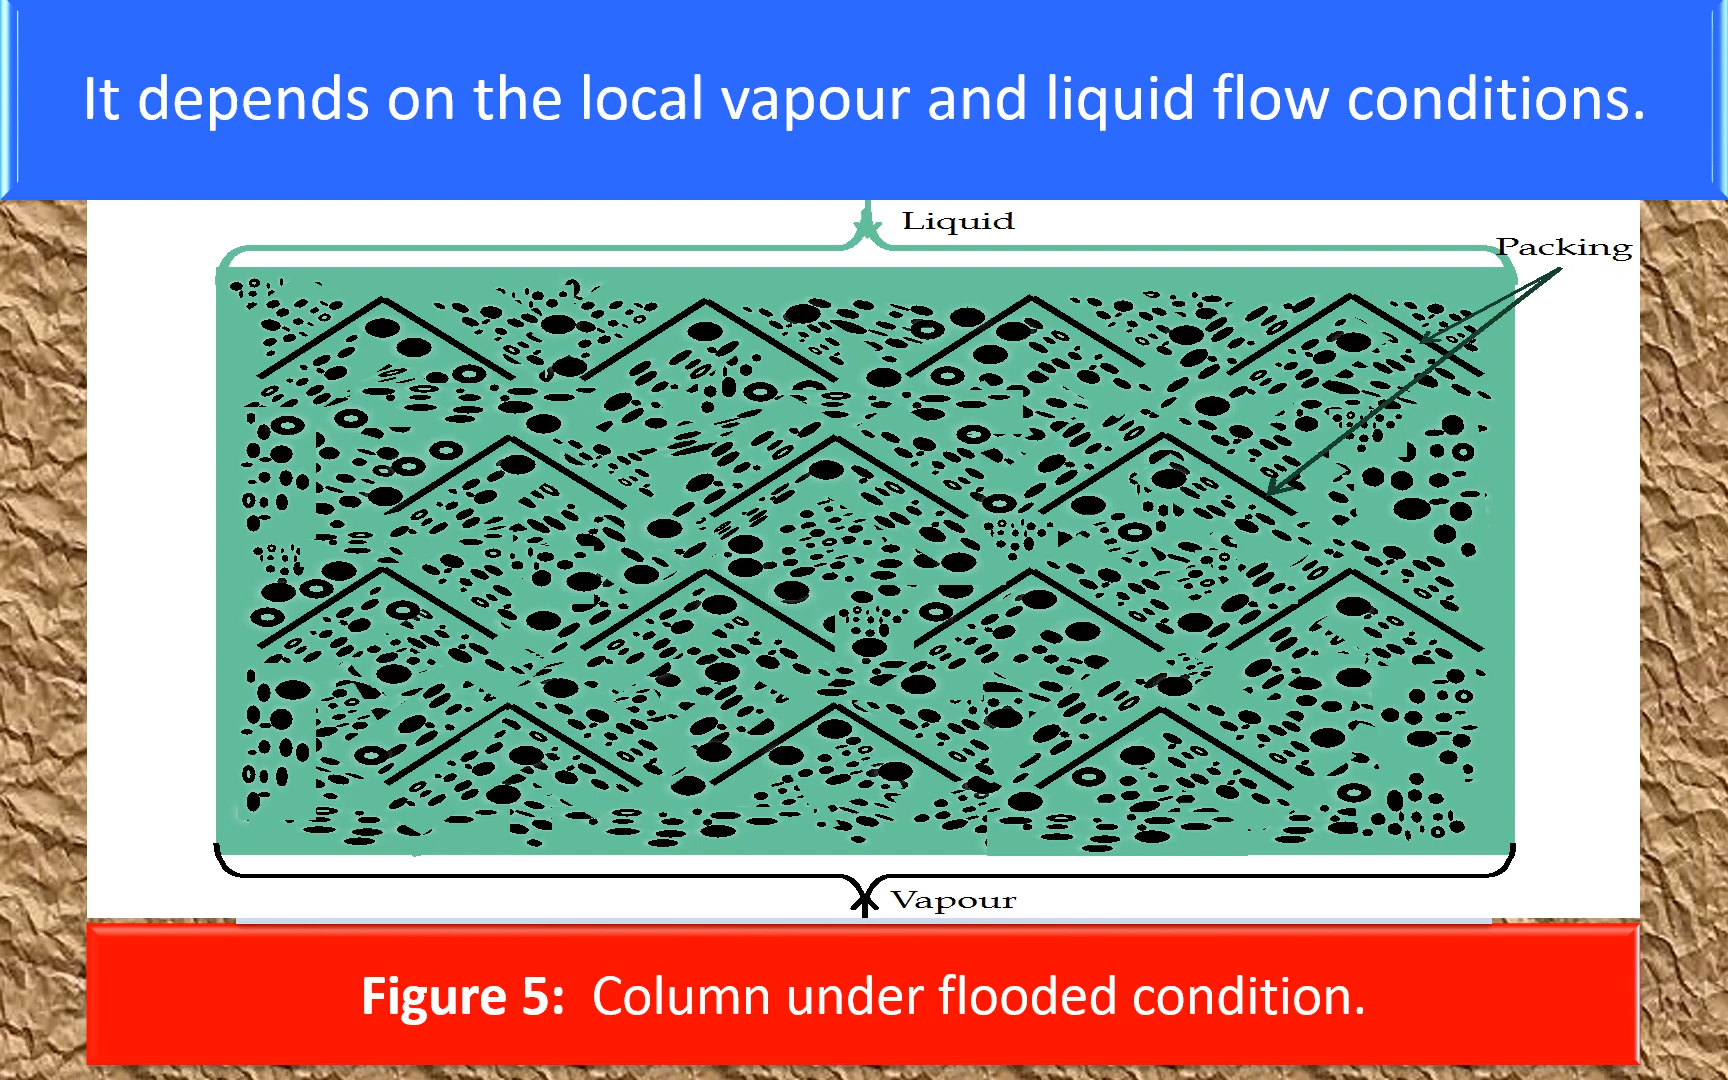 It depends on the local vapour and liquid flow conditions.
Liquid
Packing
Vapour
Figure 5: Column under flooded condition.